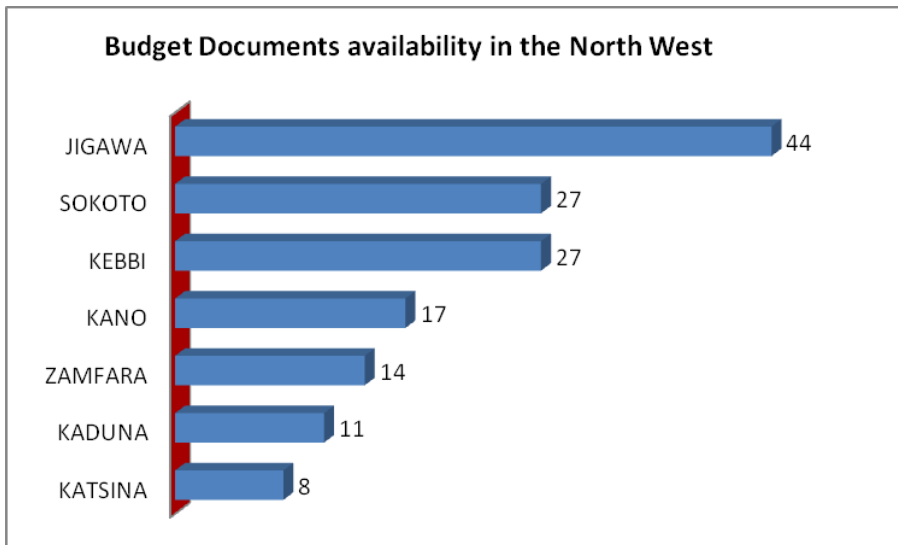 Budget Documents availability in the North West
JIGAWA 44
SOKOTO 27
KEBBI 27
KANO 17
ZAMFARA 14
KADUNA 11
KATSINA 8